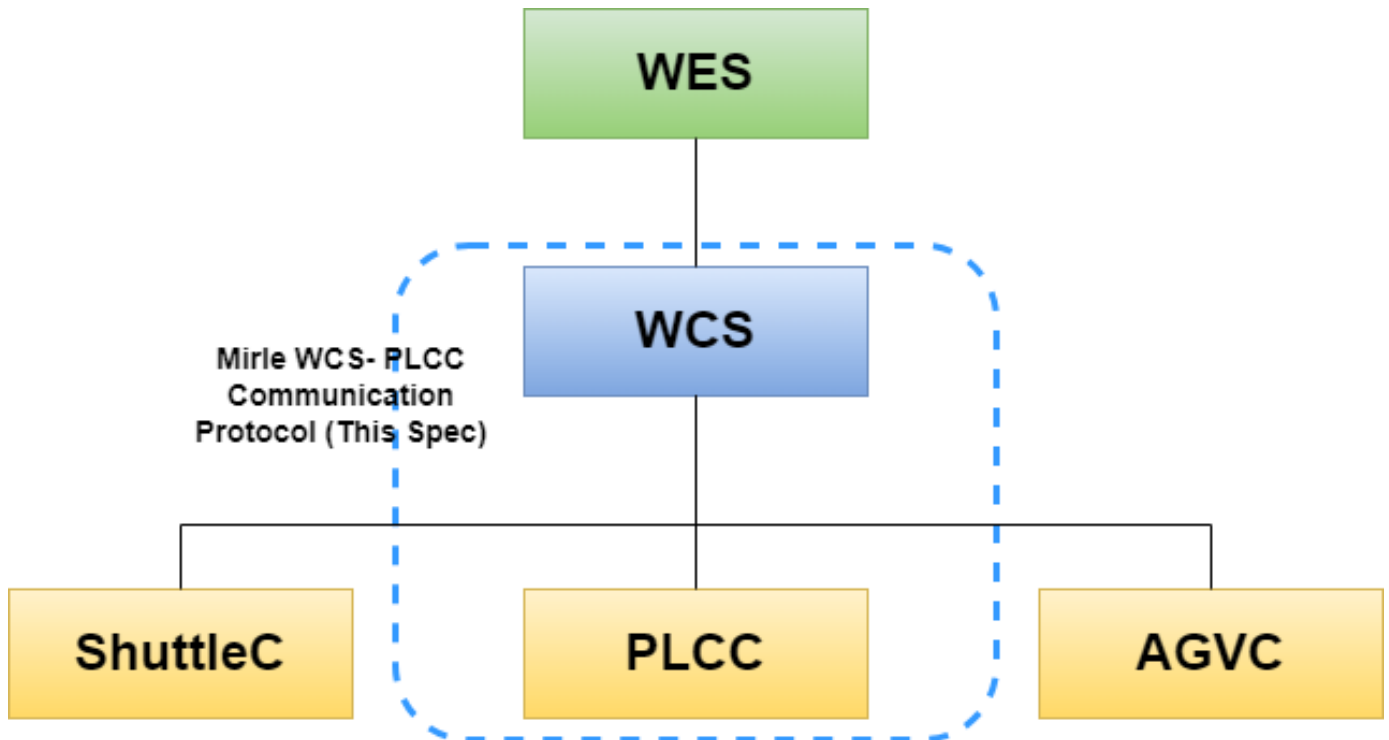 WES
WCS
Mirle WCS- PLCC
Communication
Protocol (This Spec)
ShuttleC
PLCC
AGVC